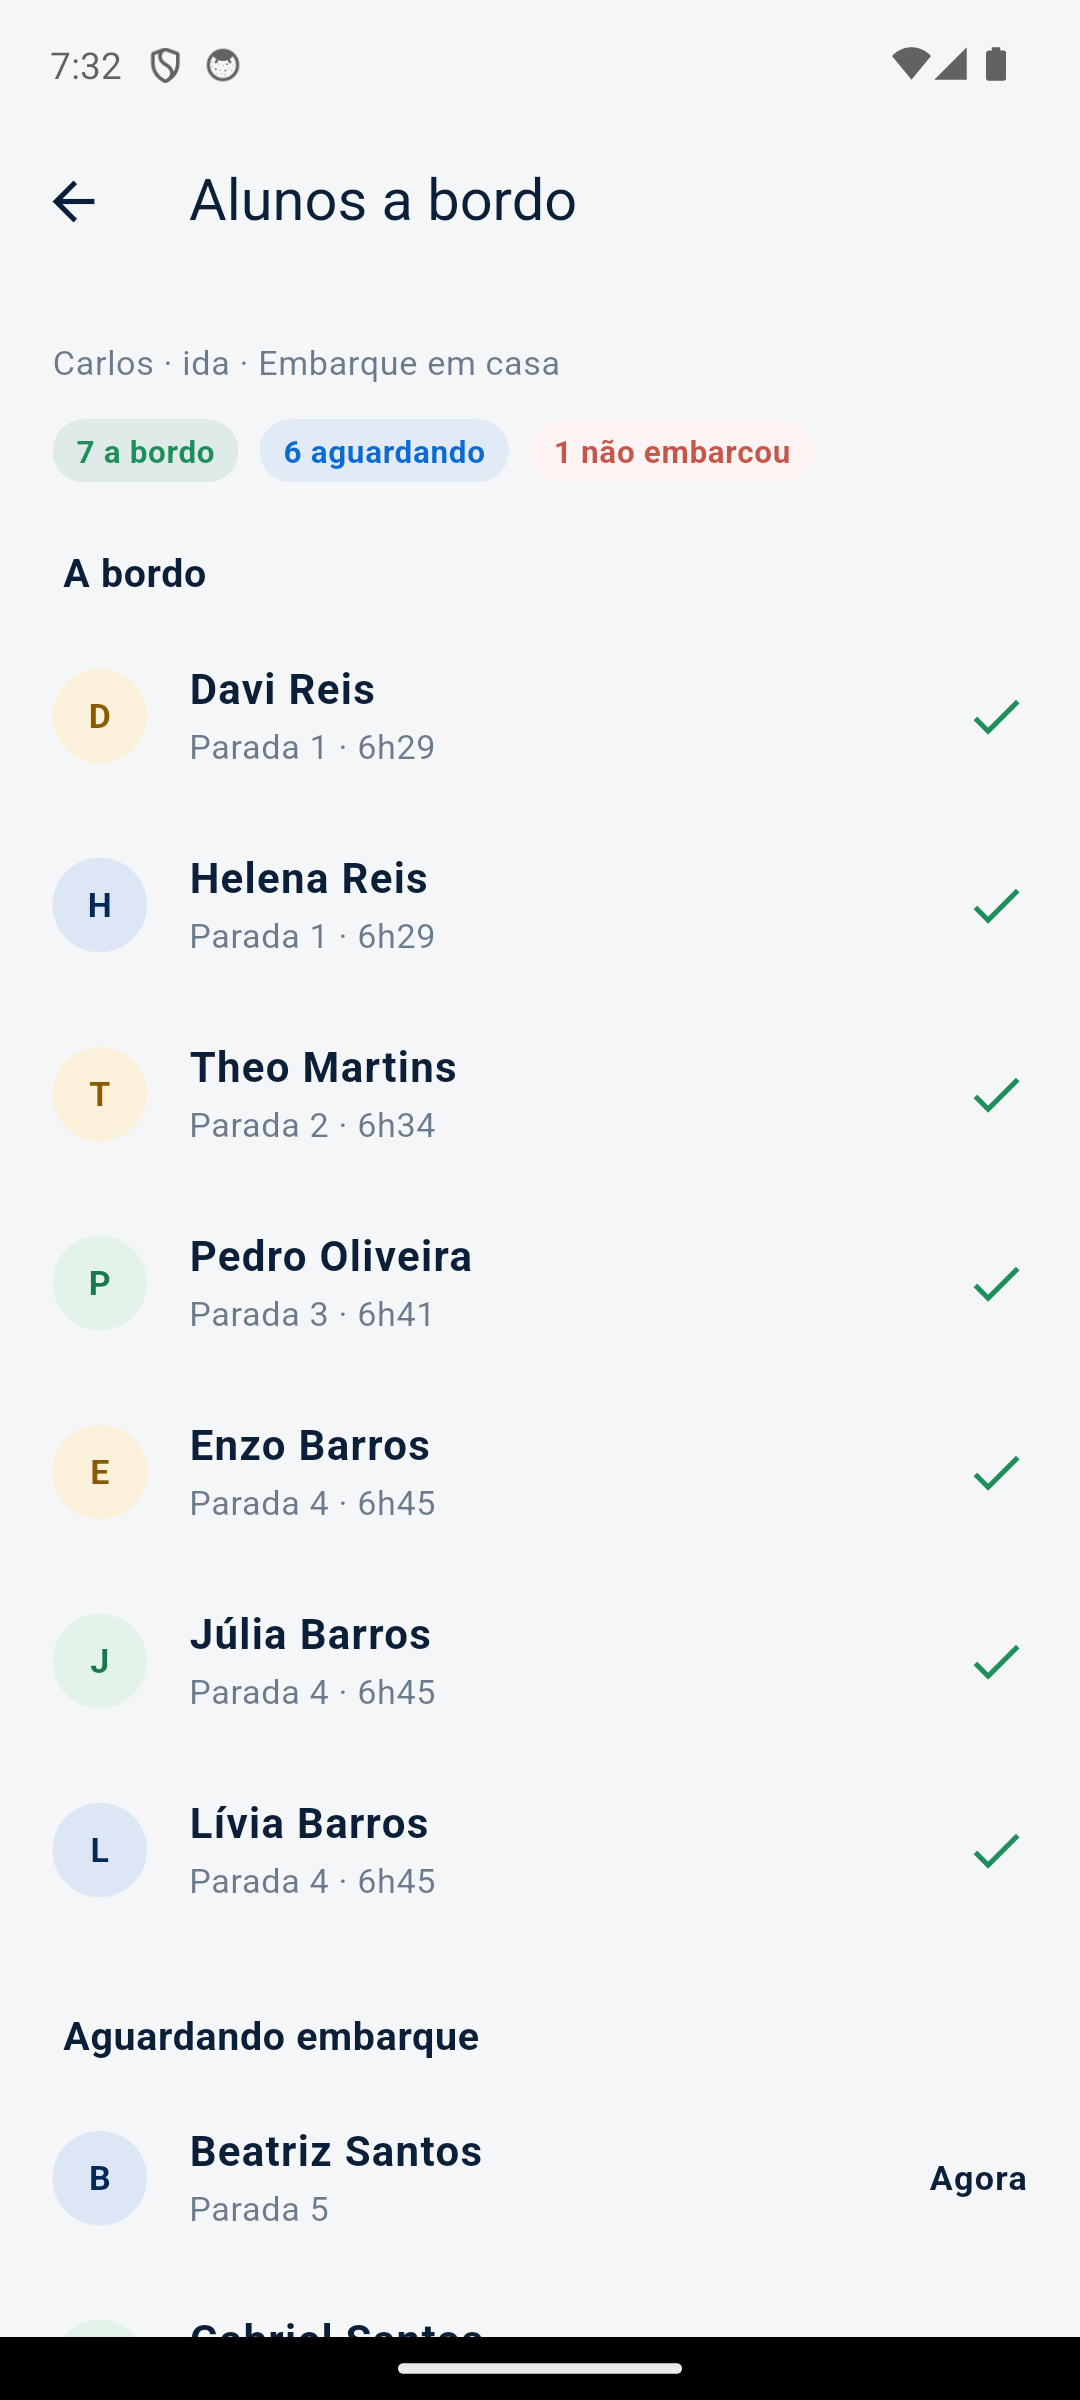 7:32
Alunos a bordo
Carlos · ida · Embarque em casa
7 a bordo
6 aguardando
1 não embarcou
A bordo
D
Davi Reis
Parada 1 · 6h29
H
Helena Reis
Parada 1 · 6h29
T
Theo Martins
Parada 2 · 6h34
P
Pedro Oliveira
Parada 3 · 6h41
E
Enzo Barros
Parada 4 · 6h45
J
Júlia Barros
Parada 4 · 6h45
L
Lívia Barros
Parada 4 · 6h45
Aguardando embarque
B
Beatriz Santos
Parada 5
Agora
Gabriel Santos